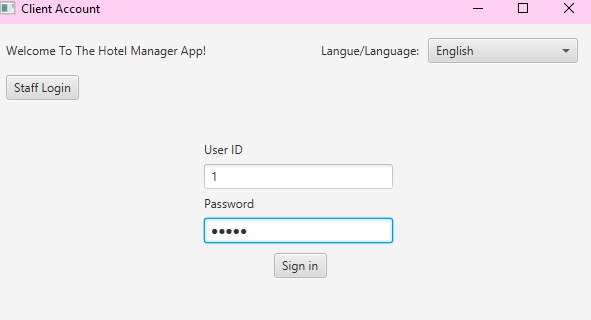 Client Account
Welcome To The Hotel Manager App!
Langue/Language: English
Staff Login
User ID
1
Password
●●●●●
Sign in